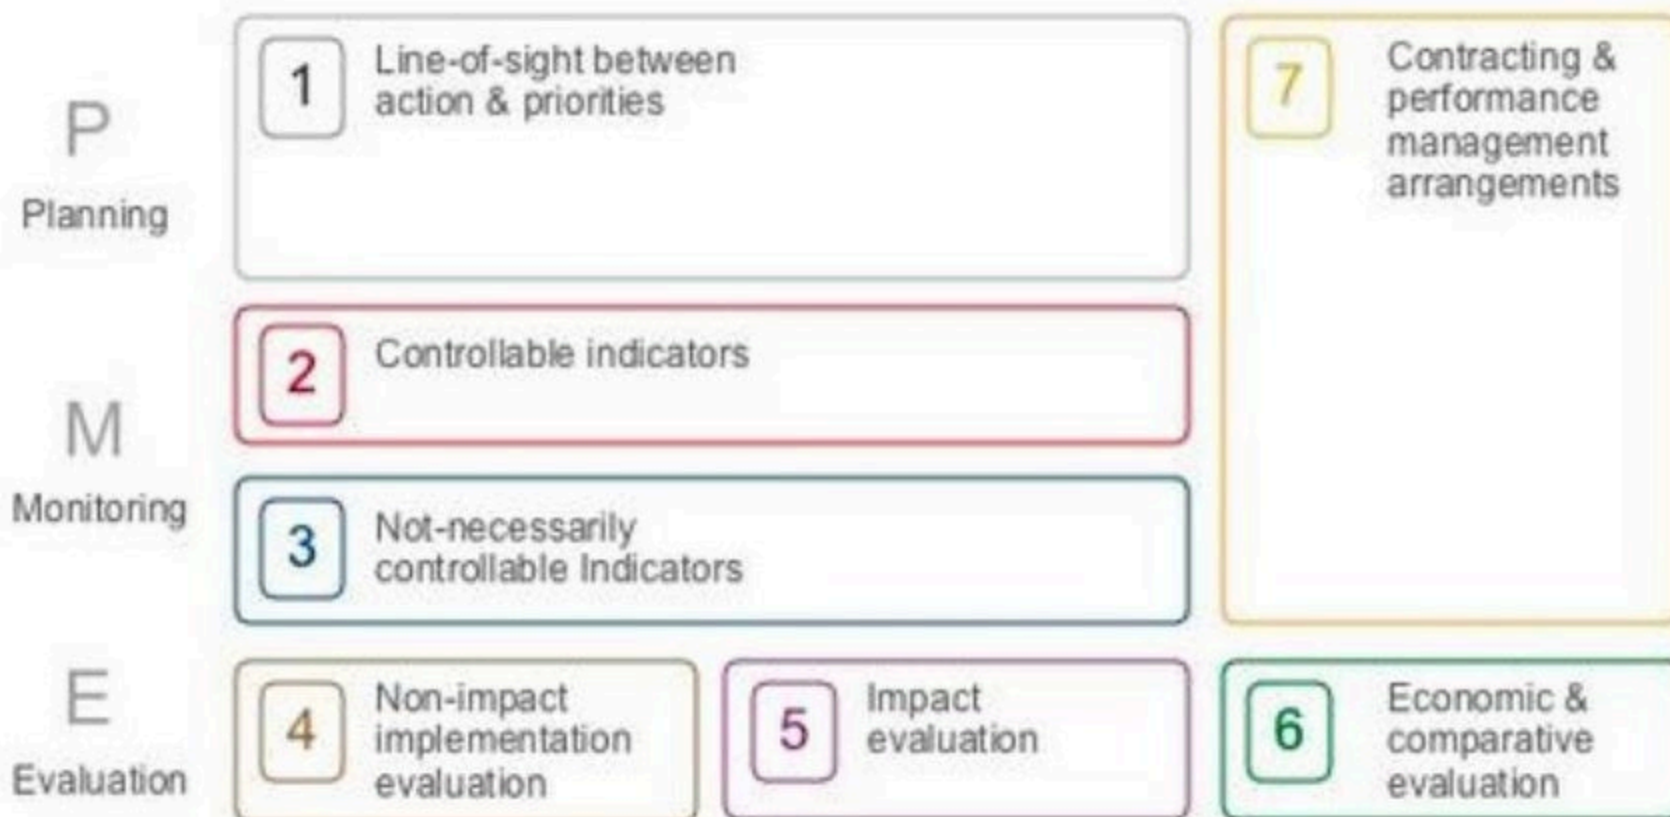 P
Planning
1
Line-of-sight between
action & priorities
7
Contracting &
performance
management
arrangements
M
Monitoring
2
Controllable indicators
3
Not-necessarily
controllable Indicators
E
Evaluation
4
Non-impact
implementation
evaluation
5
Impact
evaluation
6
Economic &
comparative
evaluation